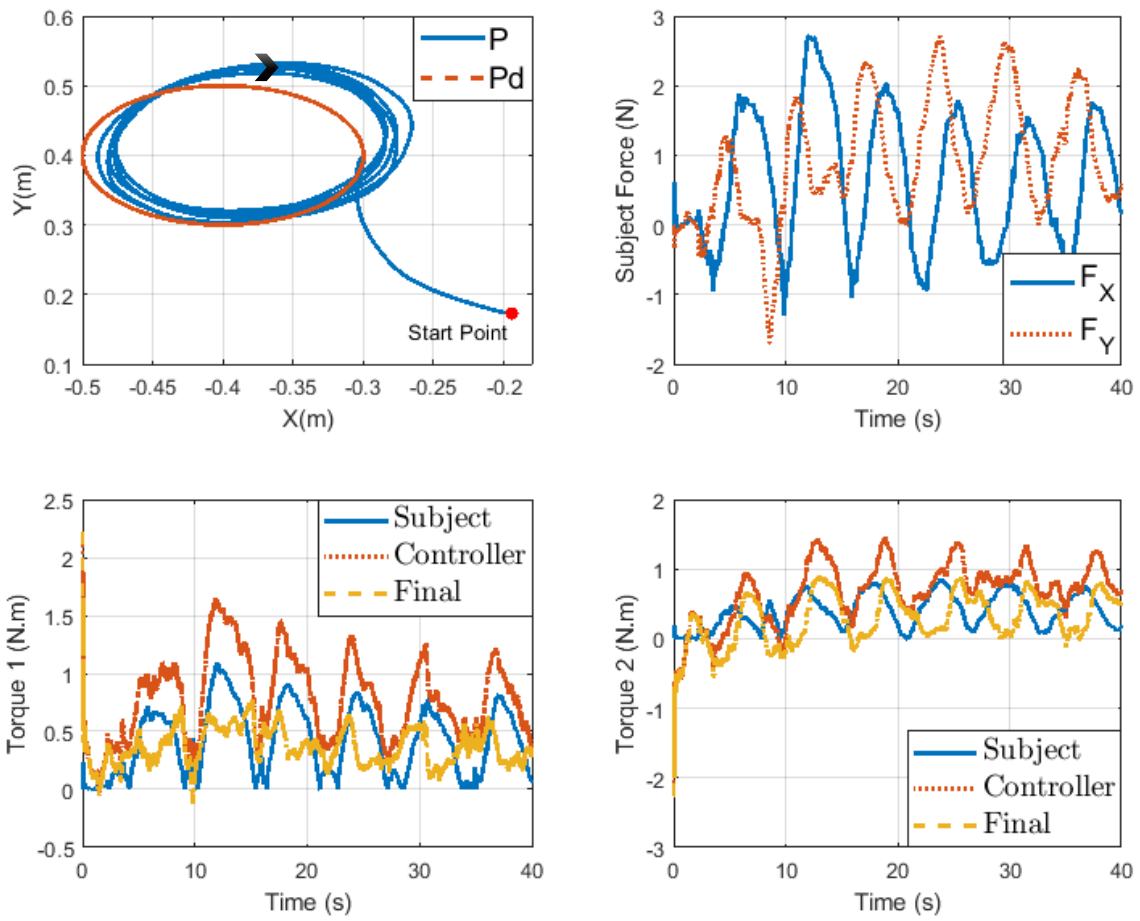 0.6
0.5
0.4
0.3
0.2
0.1
Y(m)
-0.5 -0.45 -0.4 -0.35 -0.3 -0.25 -0.2
X(m)
P
Pd
Start Point
3
2
1
0
-1
-2
Subject Force (N)
0 10 20 30 40
Time (s)
F_X
F_Y
2.5
2
1.5
1
0.5
0
-0.5
Torque 1 (N.m)
0 10 20 30 40
Time (s)
Subject
Controller
Final
2
1
0
-1
-2
-3
Torque 2 (N.m)
0 10 20 30 40
Time (s)
Subject
Controller
Final